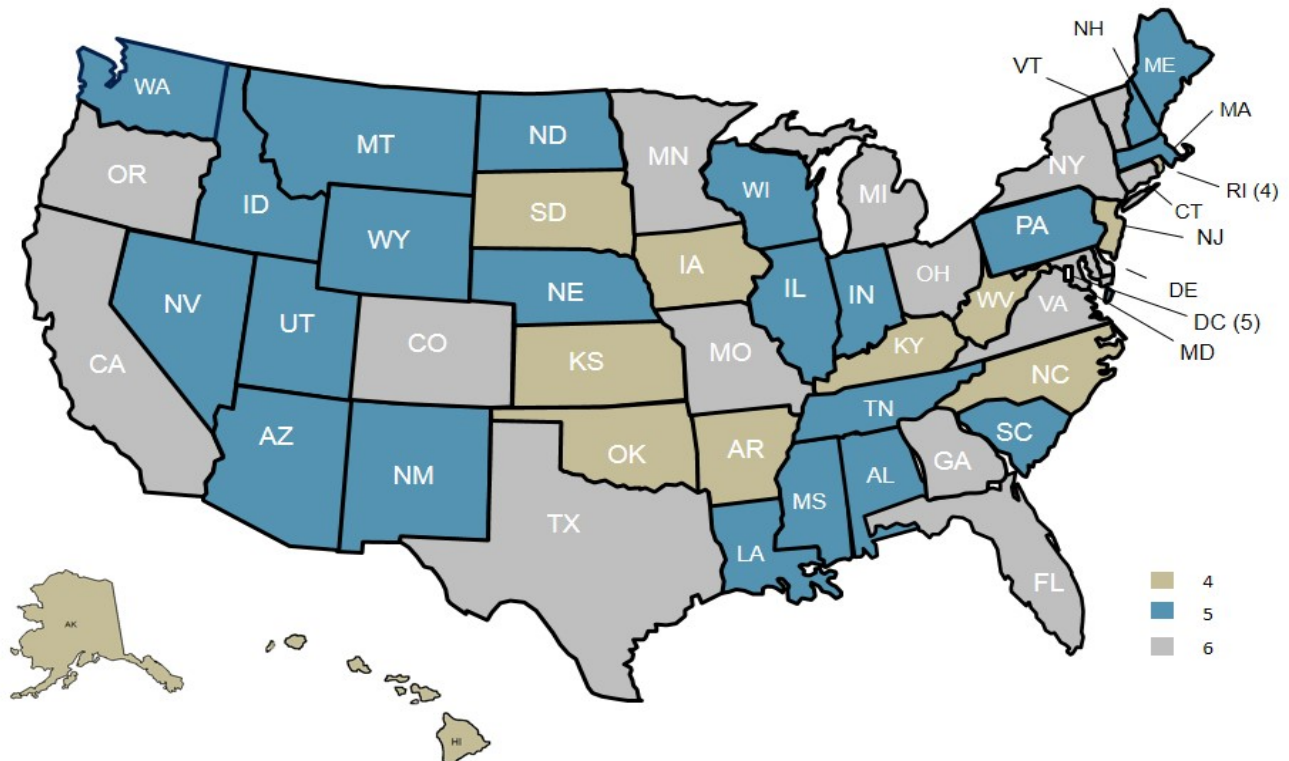 NH
VT
ME
WA
MA
MT
ND
MN
NY
OR
MI
WI
RI (4)
ID
SD
CT
PA
NJ
WY
IA
OH
NE
IL
IN
DE
NV
WV
VA
UT
DC (5)
CO
MO
KY
MD
CA
KS
NC
TN
AZ
SC
OK
AR
GA
NM
AL
MS
TX
LA
4
FL
5
AK
6
HI